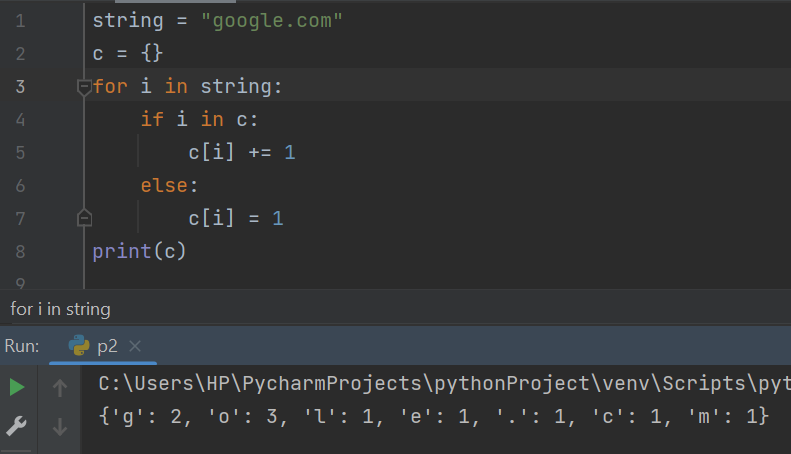 1 string = "google.com"
2 c = {}
3 for i in string:
4     if i in c:
5         c[i] += 1
6     else:
7         c[i] = 1
8 print(c)
9
for i in string
Run: p2 ×
C:\Users\HP\PycharmProjects\pythonProject\venv\Scripts\pyt
{'g': 2, 'o': 3, 'l': 1, 'e': 1, '.': 1, 'c': 1, 'm': 1}